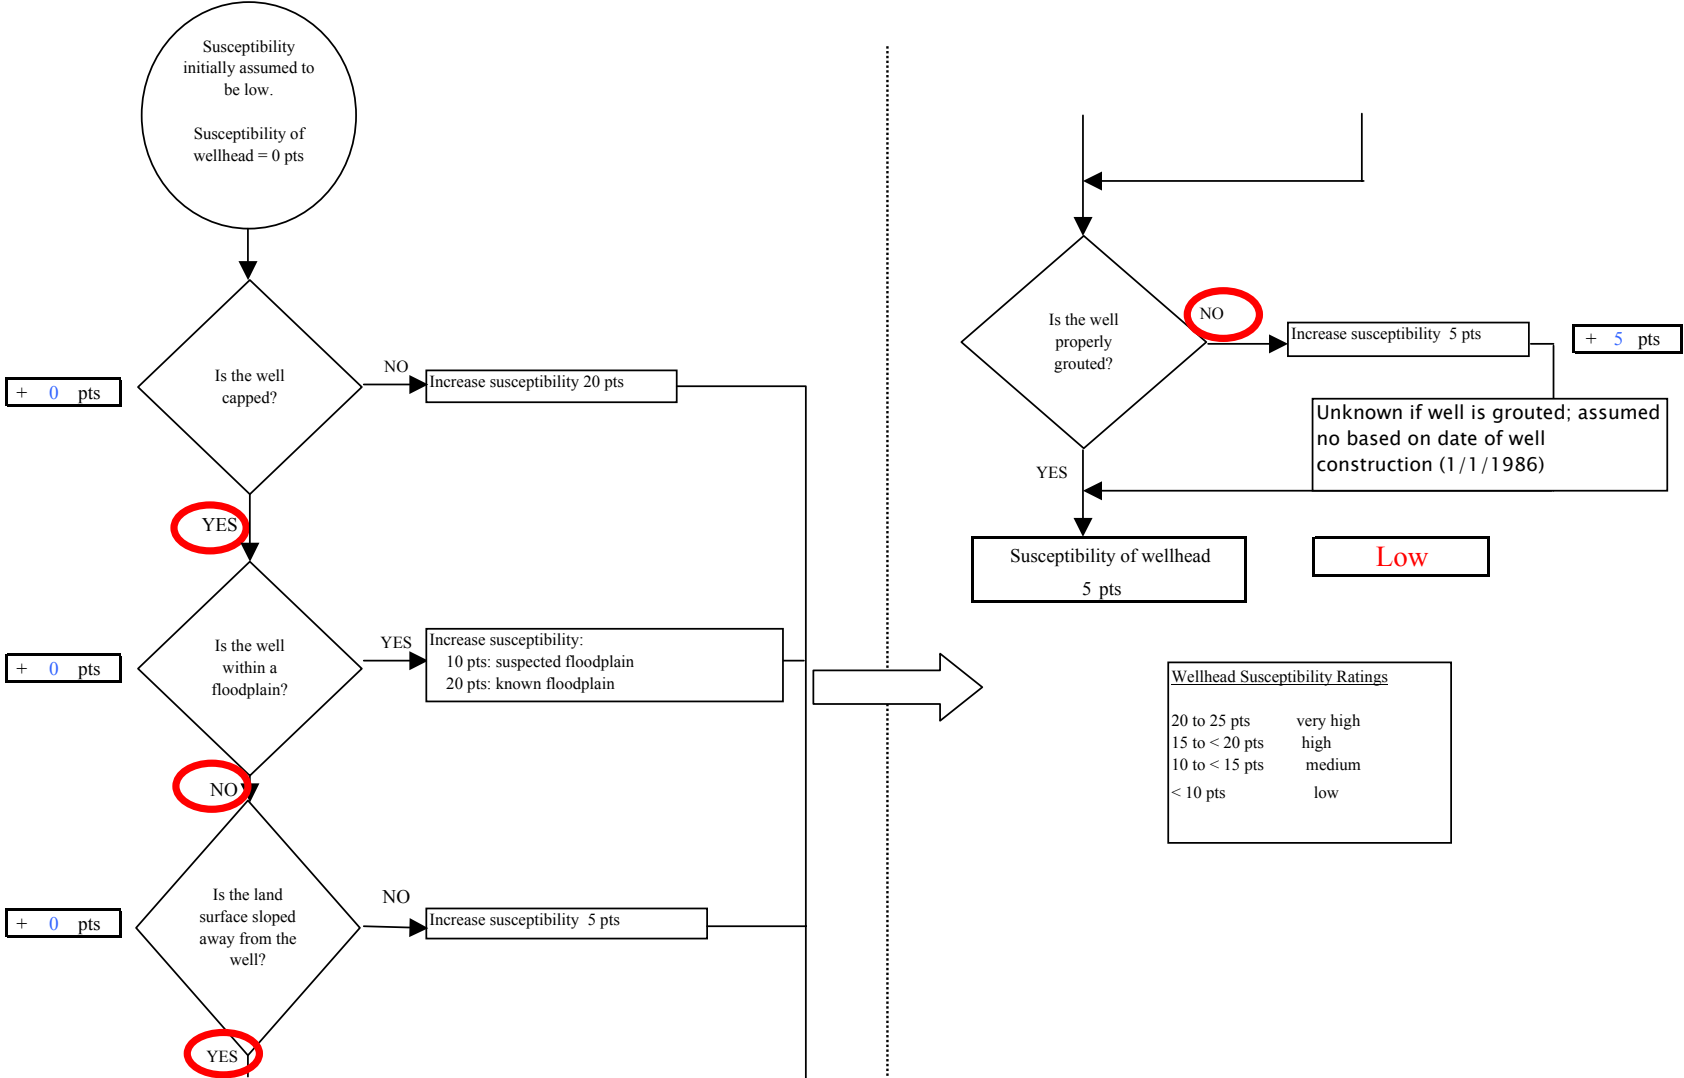 Susceptibility
initially assumed to
be low.
Susceptibility of
wellhead = 0 pts
Is the well
capped?
NO
Increase susceptibility 20 pts
+ 0 pts
YES
Is the well
within a
floodplain?
YES
Increase susceptibility:
10 pts: suspected floodplain
20 pts: known floodplain
+ 0 pts
NO
Is the land
surface sloped
away from the
well?
NO
Increase susceptibility 5 pts
+ 0 pts
YES
Is the well
properly
grouted?
NO
Increase susceptibility 5 pts
+ 5 pts
Unknown if well is grouted; assumed
no based on date of well
construction (1/1/1986)
YES
Susceptibility of wellhead
5 pts
Low
Wellhead Susceptibility Ratings
20 to 25 pts very high
15 to < 20 pts high
10 to < 15 pts medium
< 10 pts low